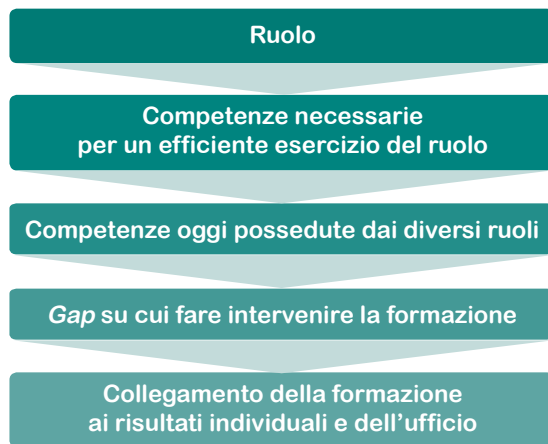 Ruolo
Competenze necessarie
per un efficiente esercizio del ruolo
Competenze oggi possedute dai diversi ruoli
Gap su cui fare intervenire la formazione
Collegamento della formazione
ai risultati individuali e dell’ufficio